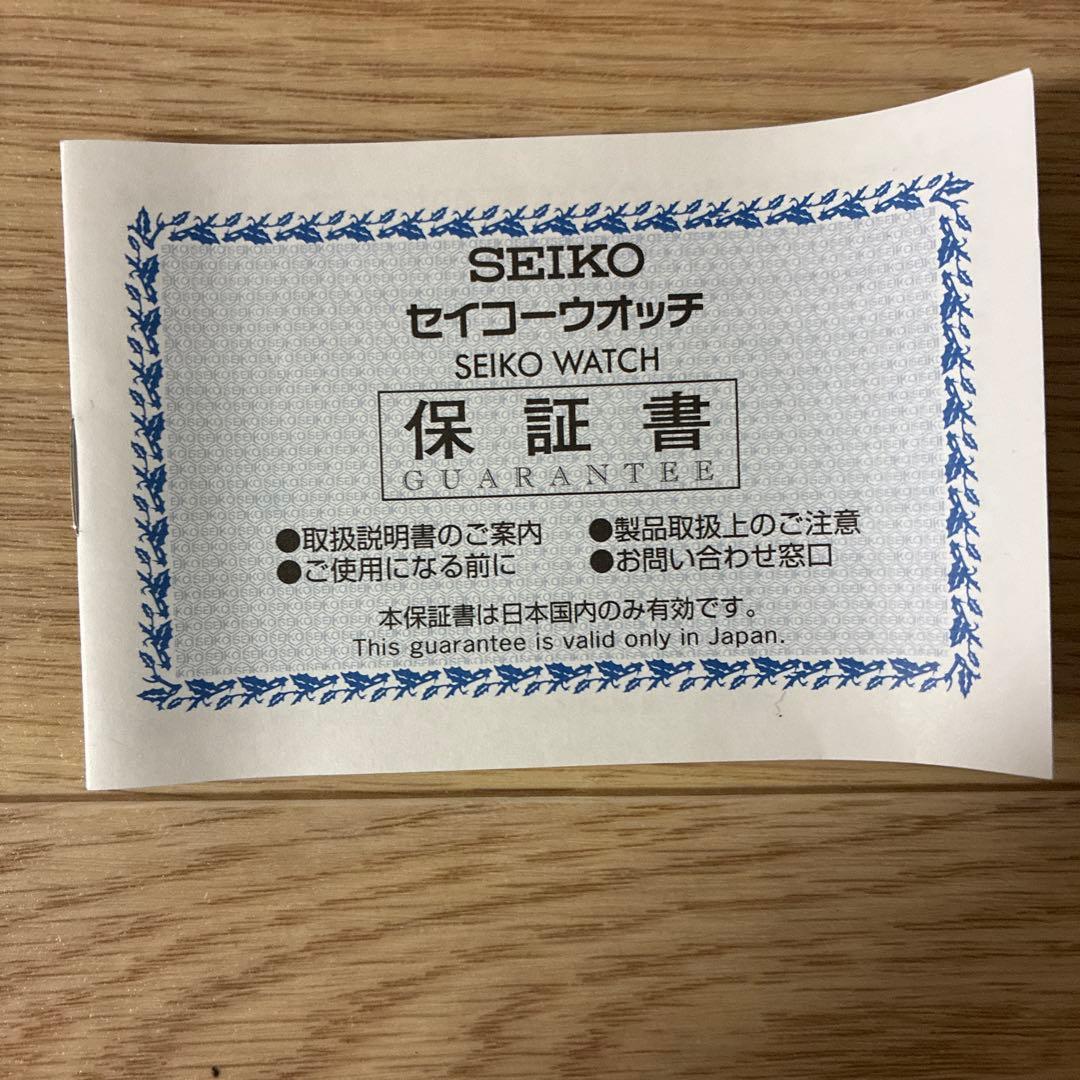 SEIKO
セイコーウオッチ
SEIKO WATCH
保証書
GUARANTEE
●取扱説明書のご案内 ●製品取扱上のご注意
●ご使用になる前に ●お問い合わせ窓口
本保証書は日本国内のみ有効です。
This guarantee is valid only in Japan.